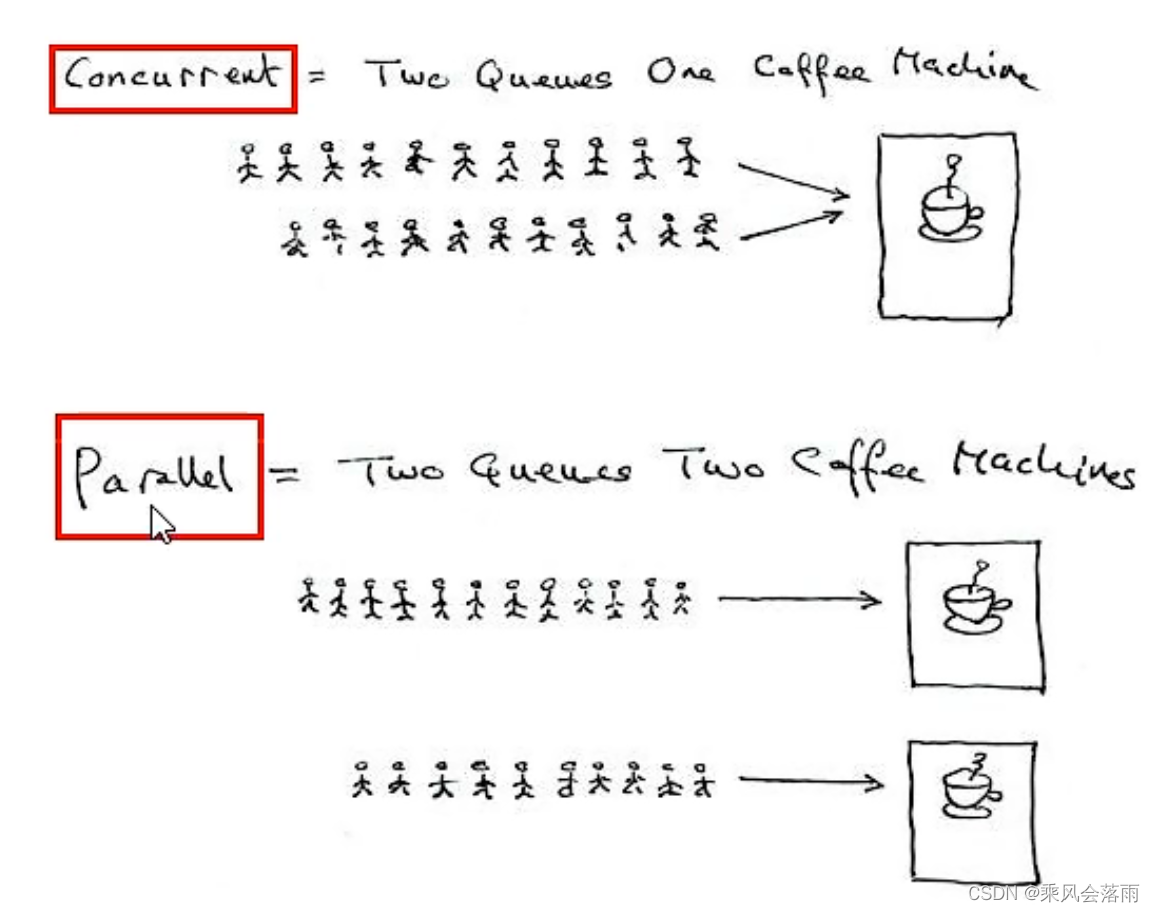 Concurrent = Two Queues One Coffee Machine
Parallel = Two Queues Two Coffee Machines
CSDN @乘风会落雨